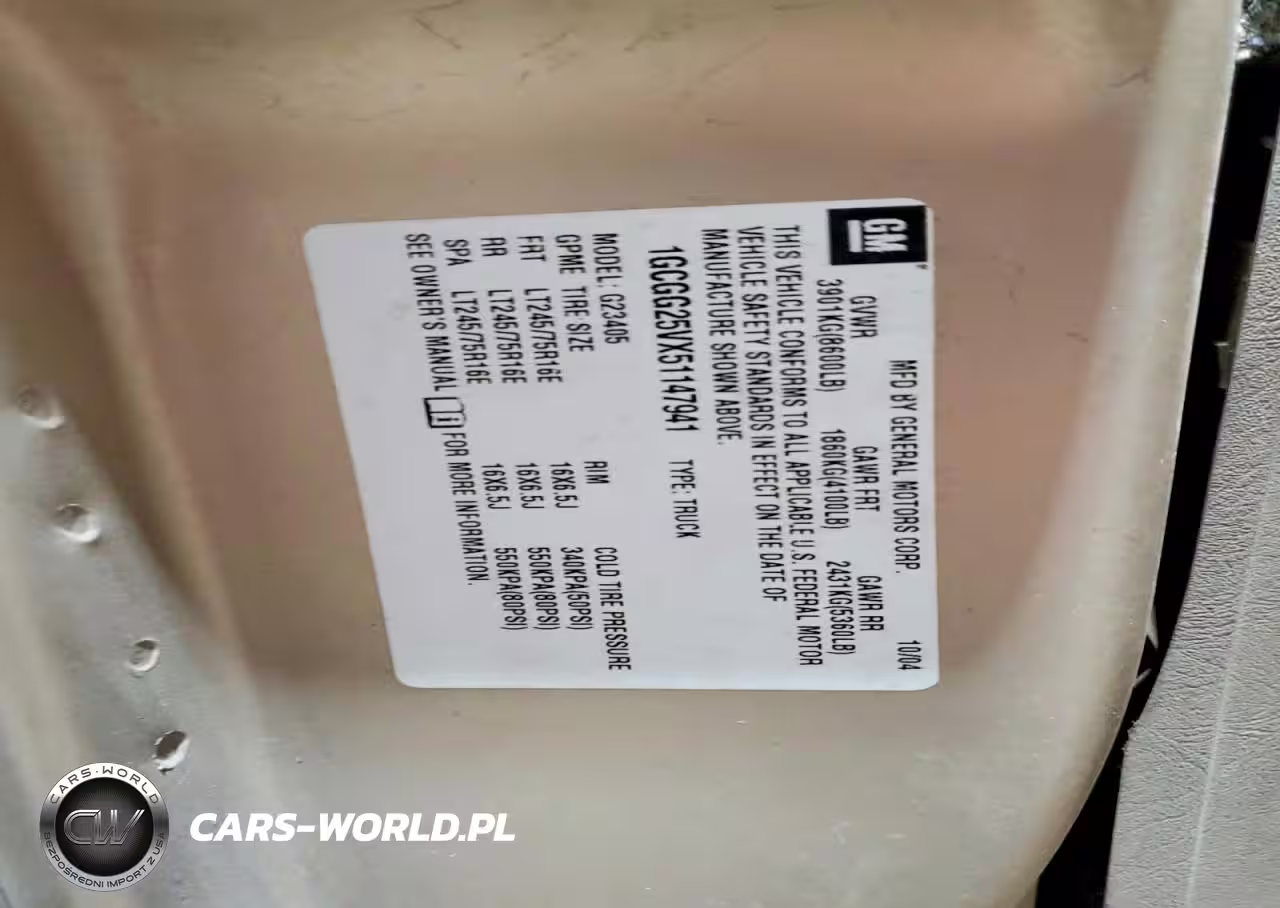 GM
MFD BY GENERAL MOTORS CORP. 10/04
GVWR GAWR FRT GAWR RR
3901KG(8600LB) 1860KG(4100LB) 2431KG(5360LB)
THIS VEHICLE CONFORMS TO ALL APPLICABLE U.S. FEDERAL MOTOR
VEHICLE SAFETY STANDARDS IN EFFECT ON THE DATE OF
MANUFACTURE SHOWN ABOVE.
1GCGG25VX51147941 TYPE: TRUCK
MODEL: G23405
GPME TIRE SIZE RIM COLD TIRE PRESSURE
FRT LT245/75R16E 16X6.5J 340KPA(50PSI)
RR LT245/75R16E 16X6.5J 550KPA(80PSI)
SPA LT245/75R16E 16X6.5J 550KPA(80PSI)
SEE OWNER'S MANUAL FOR MORE INFORMATION.
CARS-WORLD
CW
BEZPOŚREDNI IMPORT Z USA
CARS-WORLD.PL